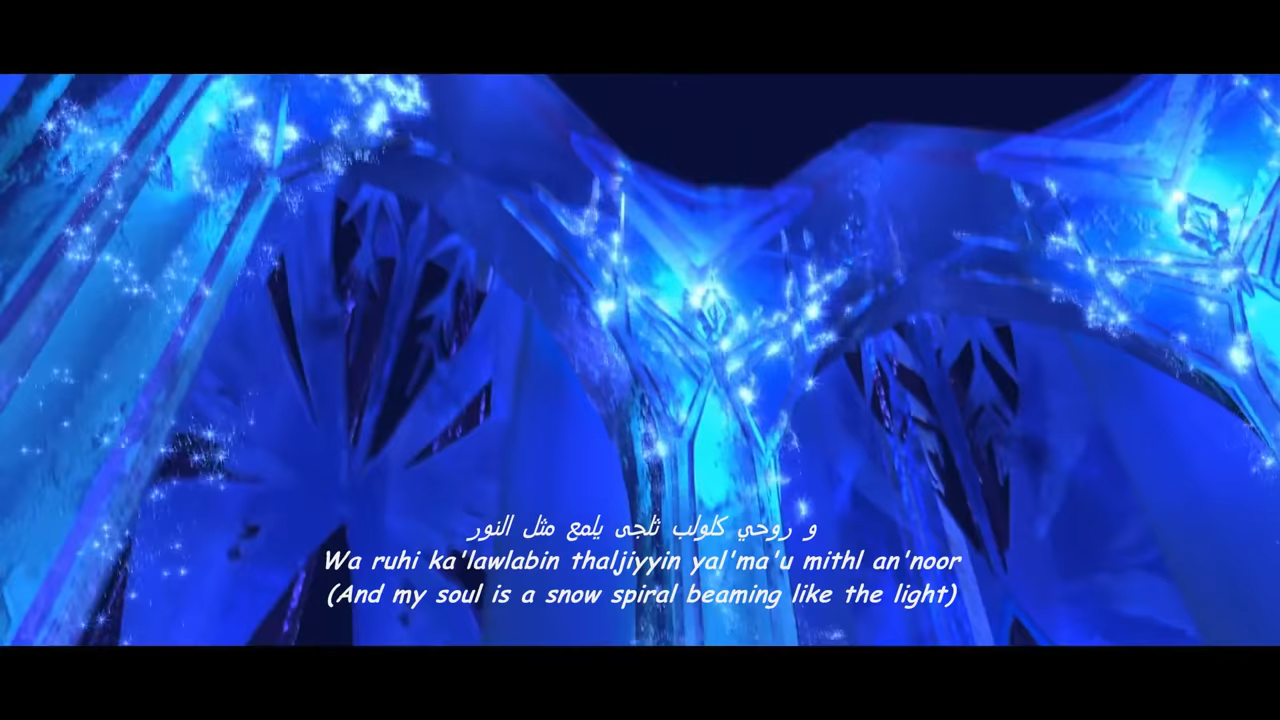 و روحي كلولب ثلجى يلمع مثل النور
Wa ruhi ka'lawlabin thaljiyyin yal'ma'u mithl an'noor
(And my soul is a snow spiral beaming like the light)